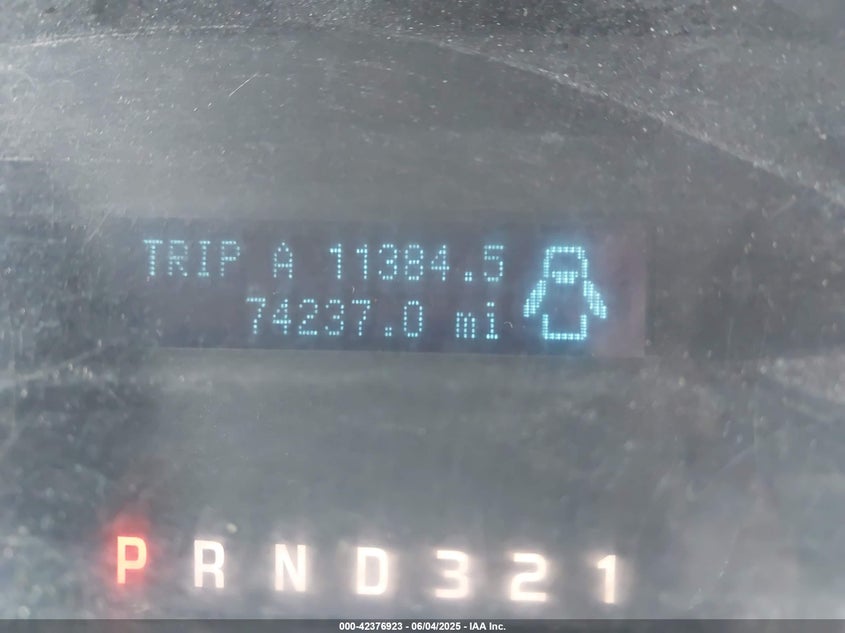 TRIP A 11384.5
74237.0 mi
P R N D 3 2 1
000-42376923 - 06/04/2025 - IAA Inc.